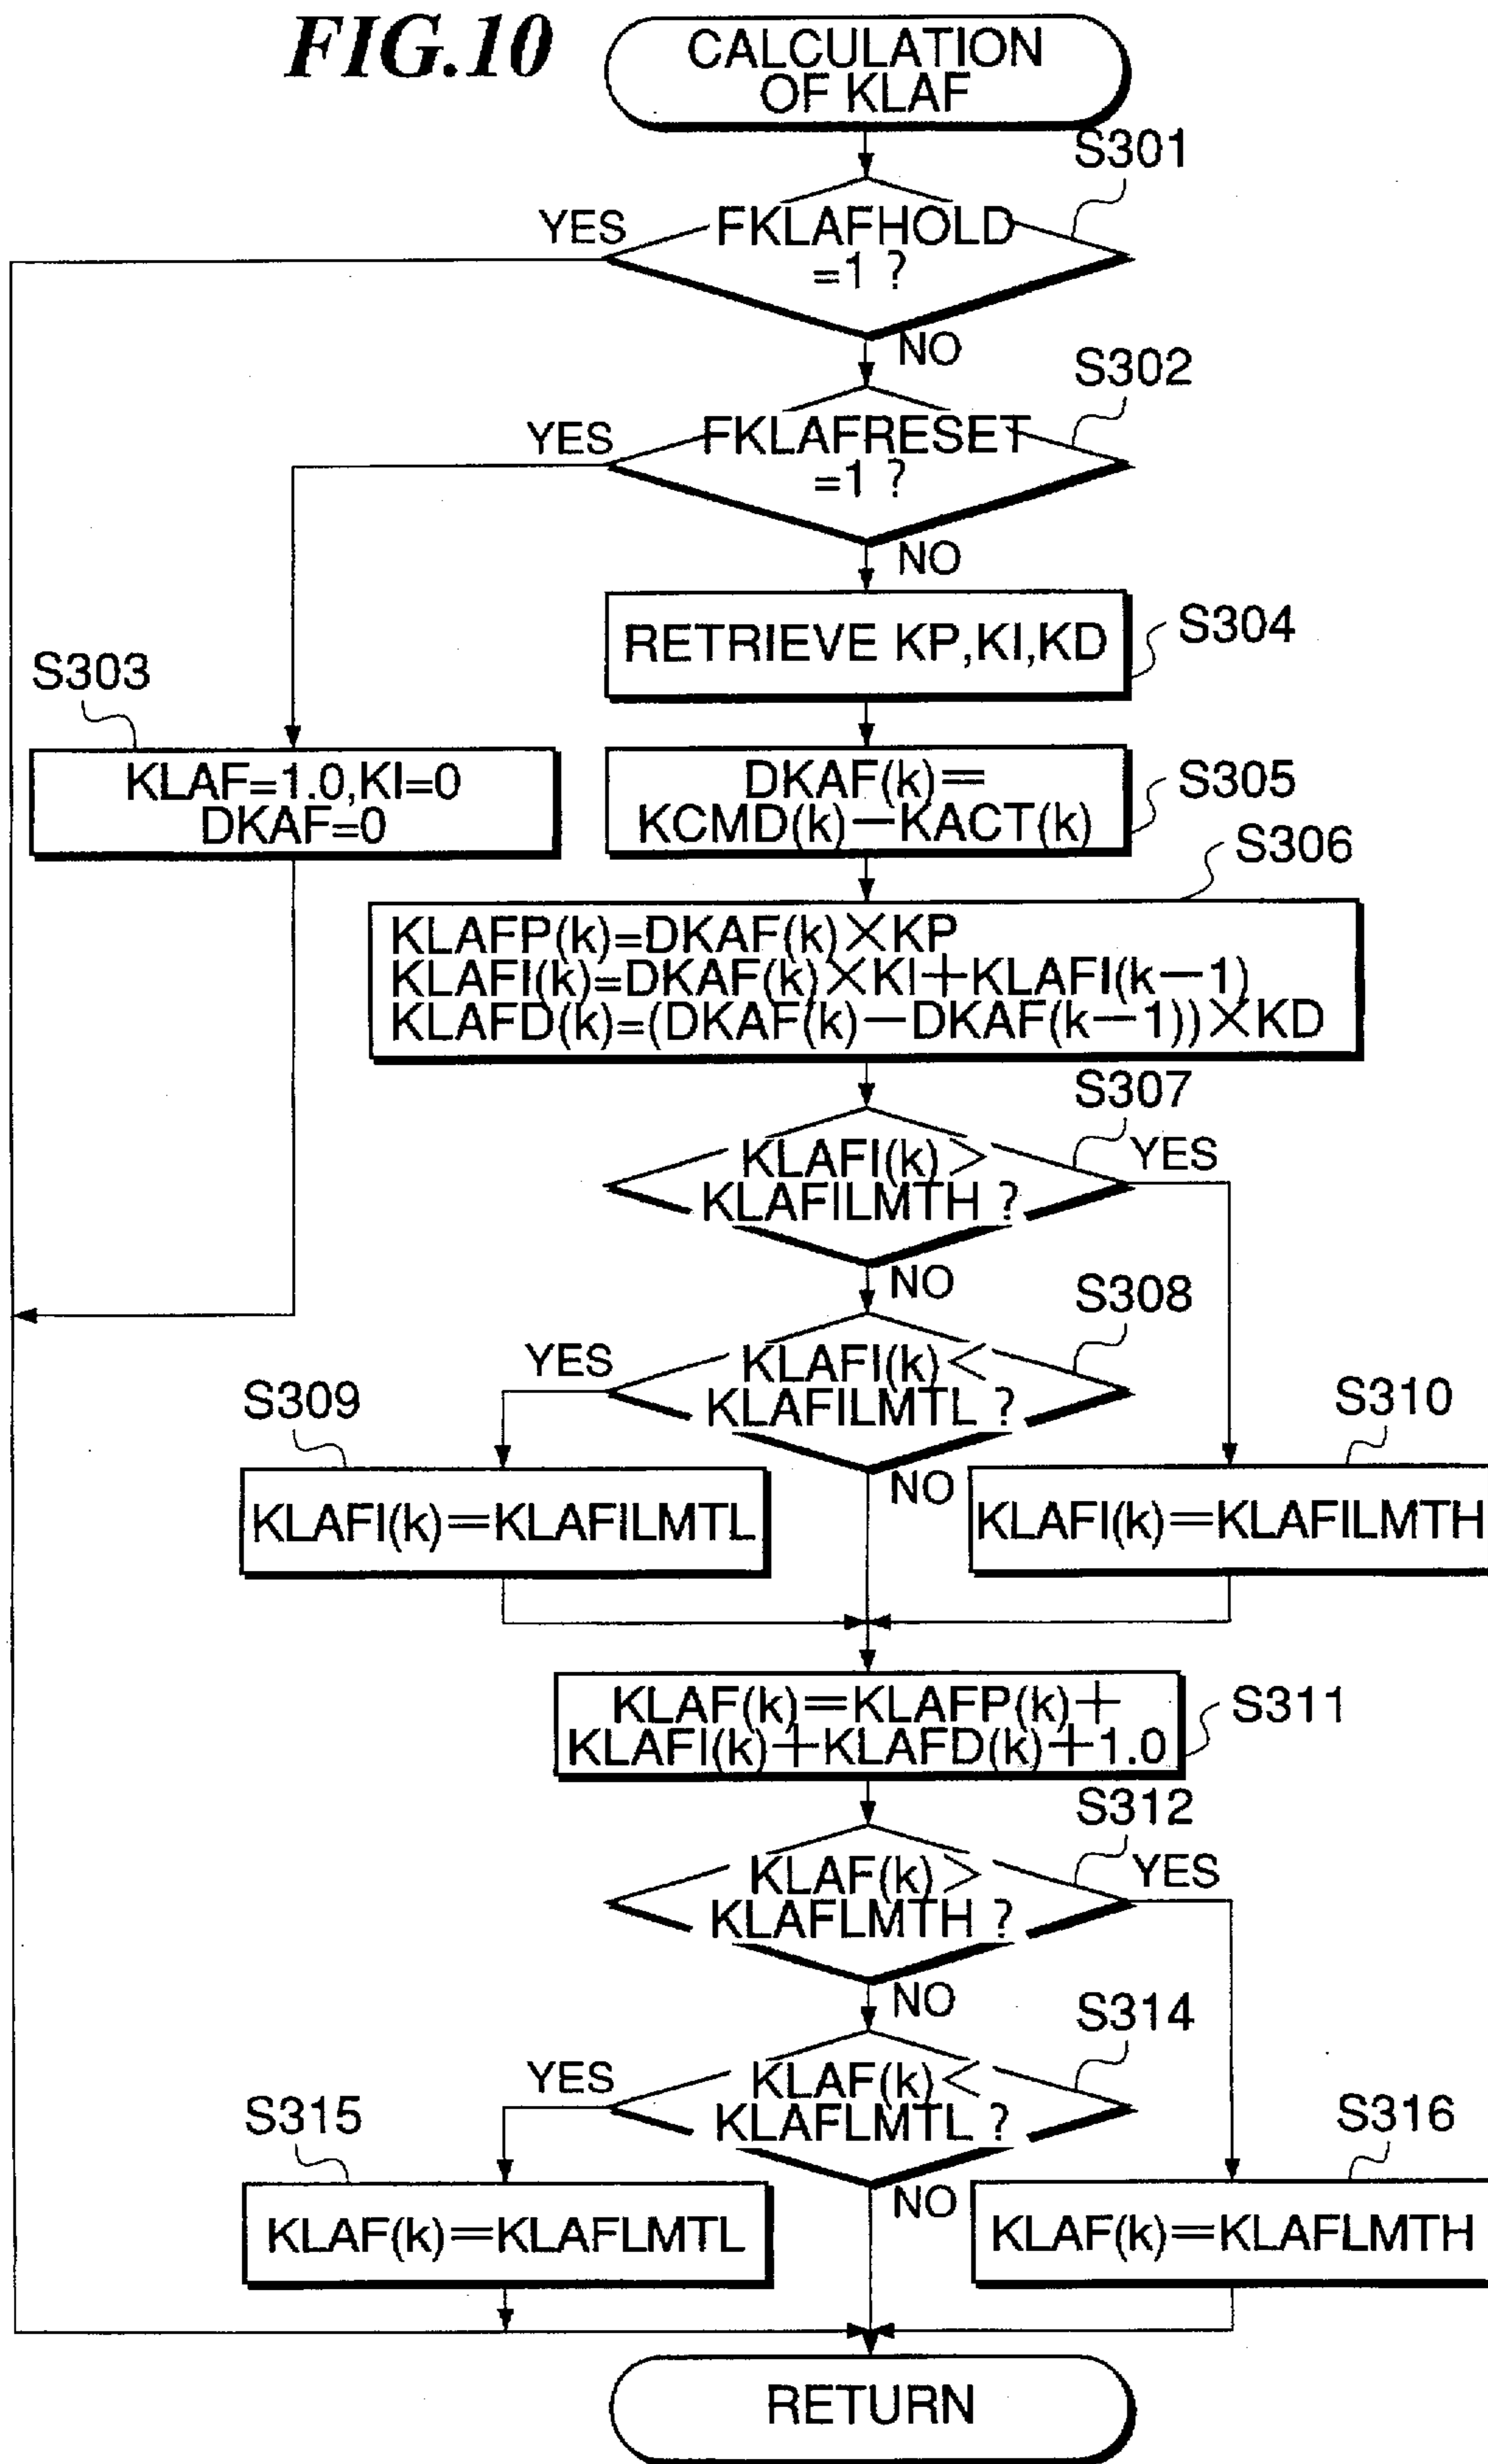 FIG.10
CALCULATION
OF KLAF
S301
FKLAFHOLD
=1 ?
YES
NO
S302
FKLAFRESET
=1 ?
YES
NO
S304
RETRIEVE KP,KI,KD
S303
KLAF=1.0,KI=0
DKAF=0
S305
DKAF(k)=
KCMD(k)−KACT(k)
S306
KLAFP(k)=DKAF(k)×KP
KLAFI(k)=DKAF(k)×KI+KLAFI(k−1)
KLAFD(k)=(DKAF(k)−DKAF(k−1))×KD
S307
KLAFI(k)>
KLAFILMTH ?
YES
NO
S308
KLAFI(k)<
KLAFILMTL ?
YES
NO
S309
KLAFI(k)=KLAFILMTL
S310
KLAFI(k)=KLAFILMTH
S311
KLAF(k)=KLAFP(k)+
KLAFI(k)+KLAFD(k)+1.0
S312
KLAF(k)>
KLAFLMTH ?
YES
NO
S314
KLAF(k)<
KLAFLMTL ?
YES
NO
S315
KLAF(k)=KLAFLMTL
S316
KLAF(k)=KLAFLMTH
RETURN